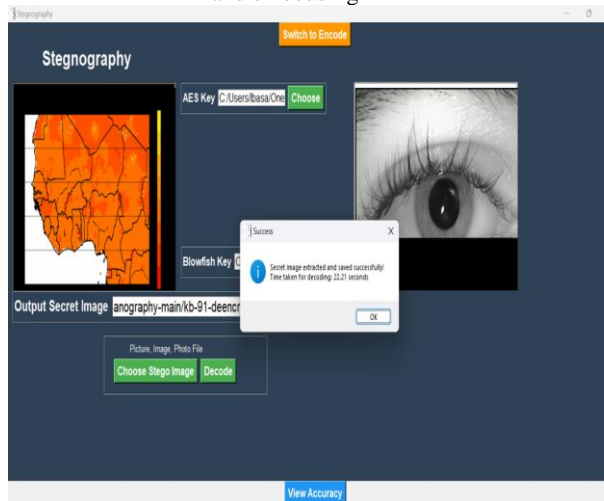 Stegnography
Switch to Encode
Stegnography
AES Key C:/Users/basa/One Choose
Success X
Secret image extracted and saved successfully!
Time taken for decoding: 22.21 seconds
OK
Blowfish Key
Output Secret Image anography-main/kb-91-deencr
Picture, Image, Photo File
Choose Stego Image Decode
View Accuracy